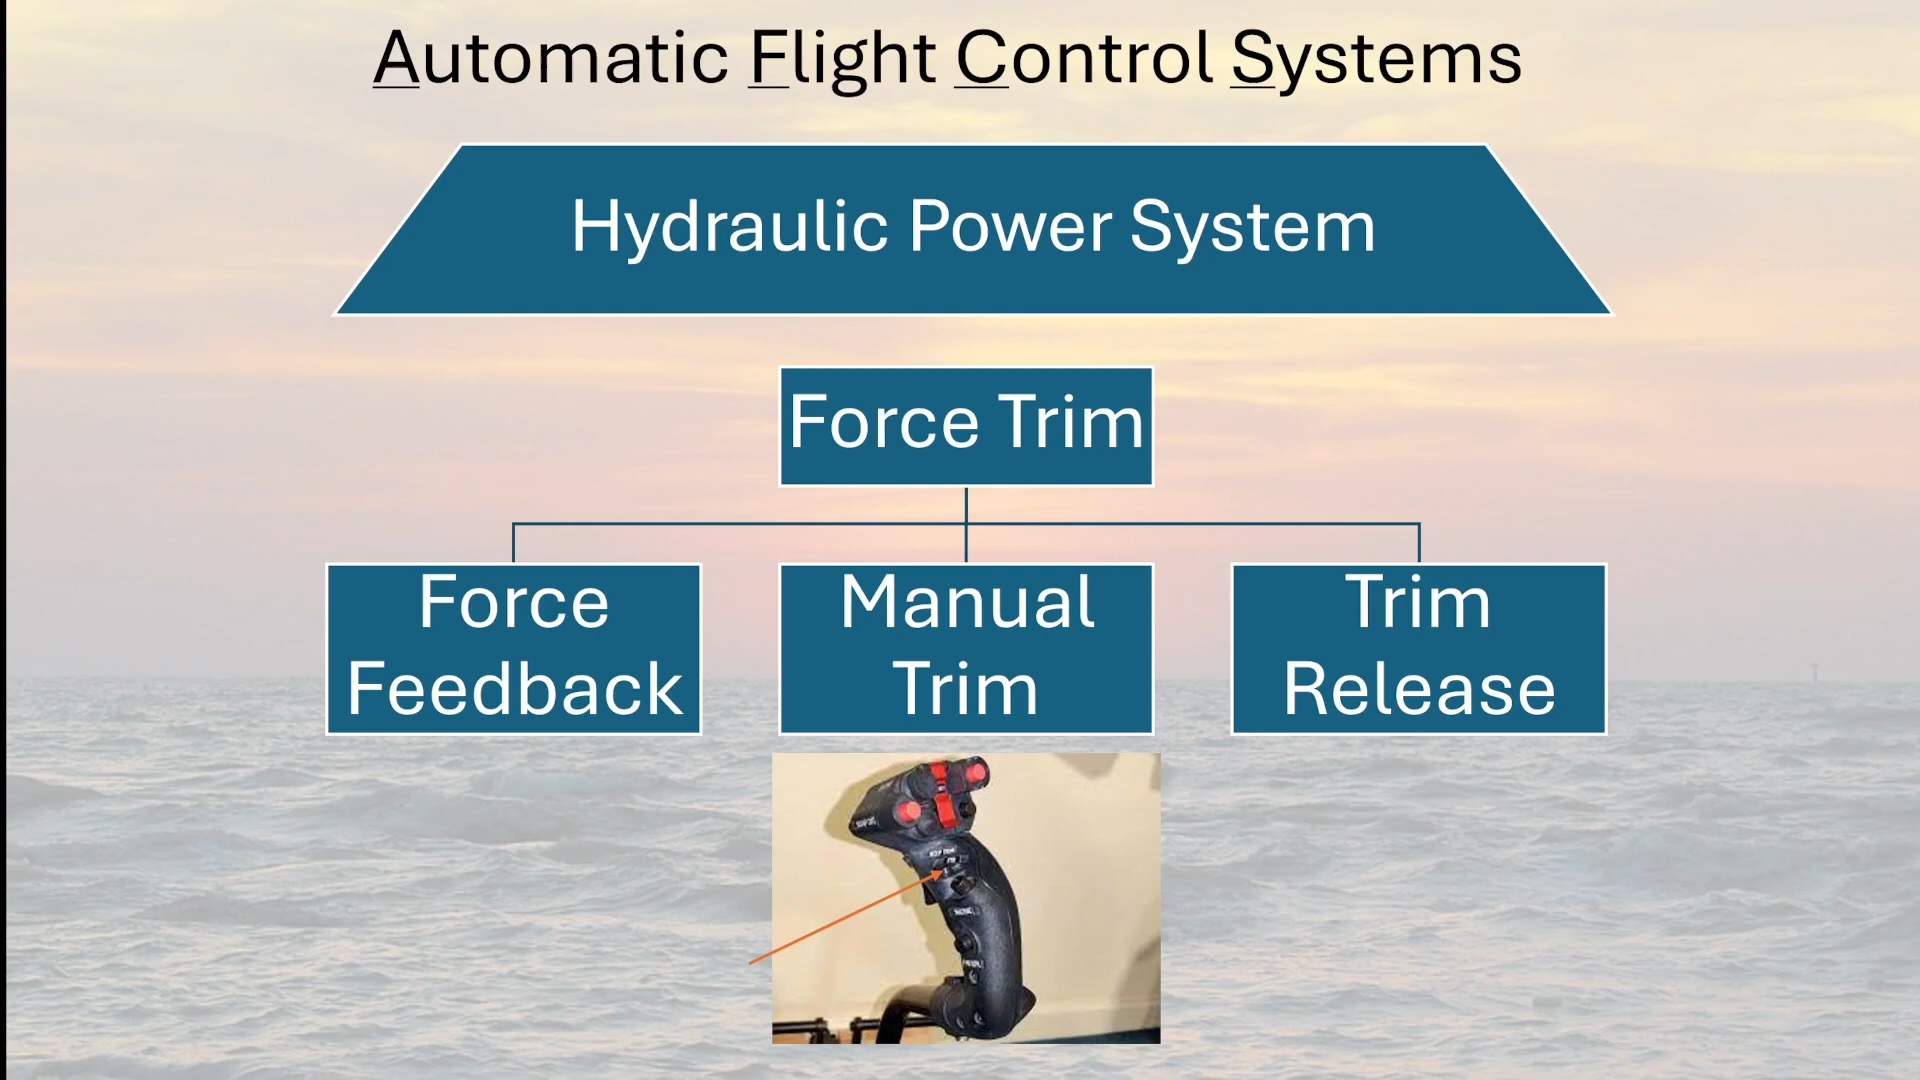 Automatic Flight Control Systems
Hydraulic Power System
Force Trim
Force
Feedback
Manual
Trim
Trim
Release